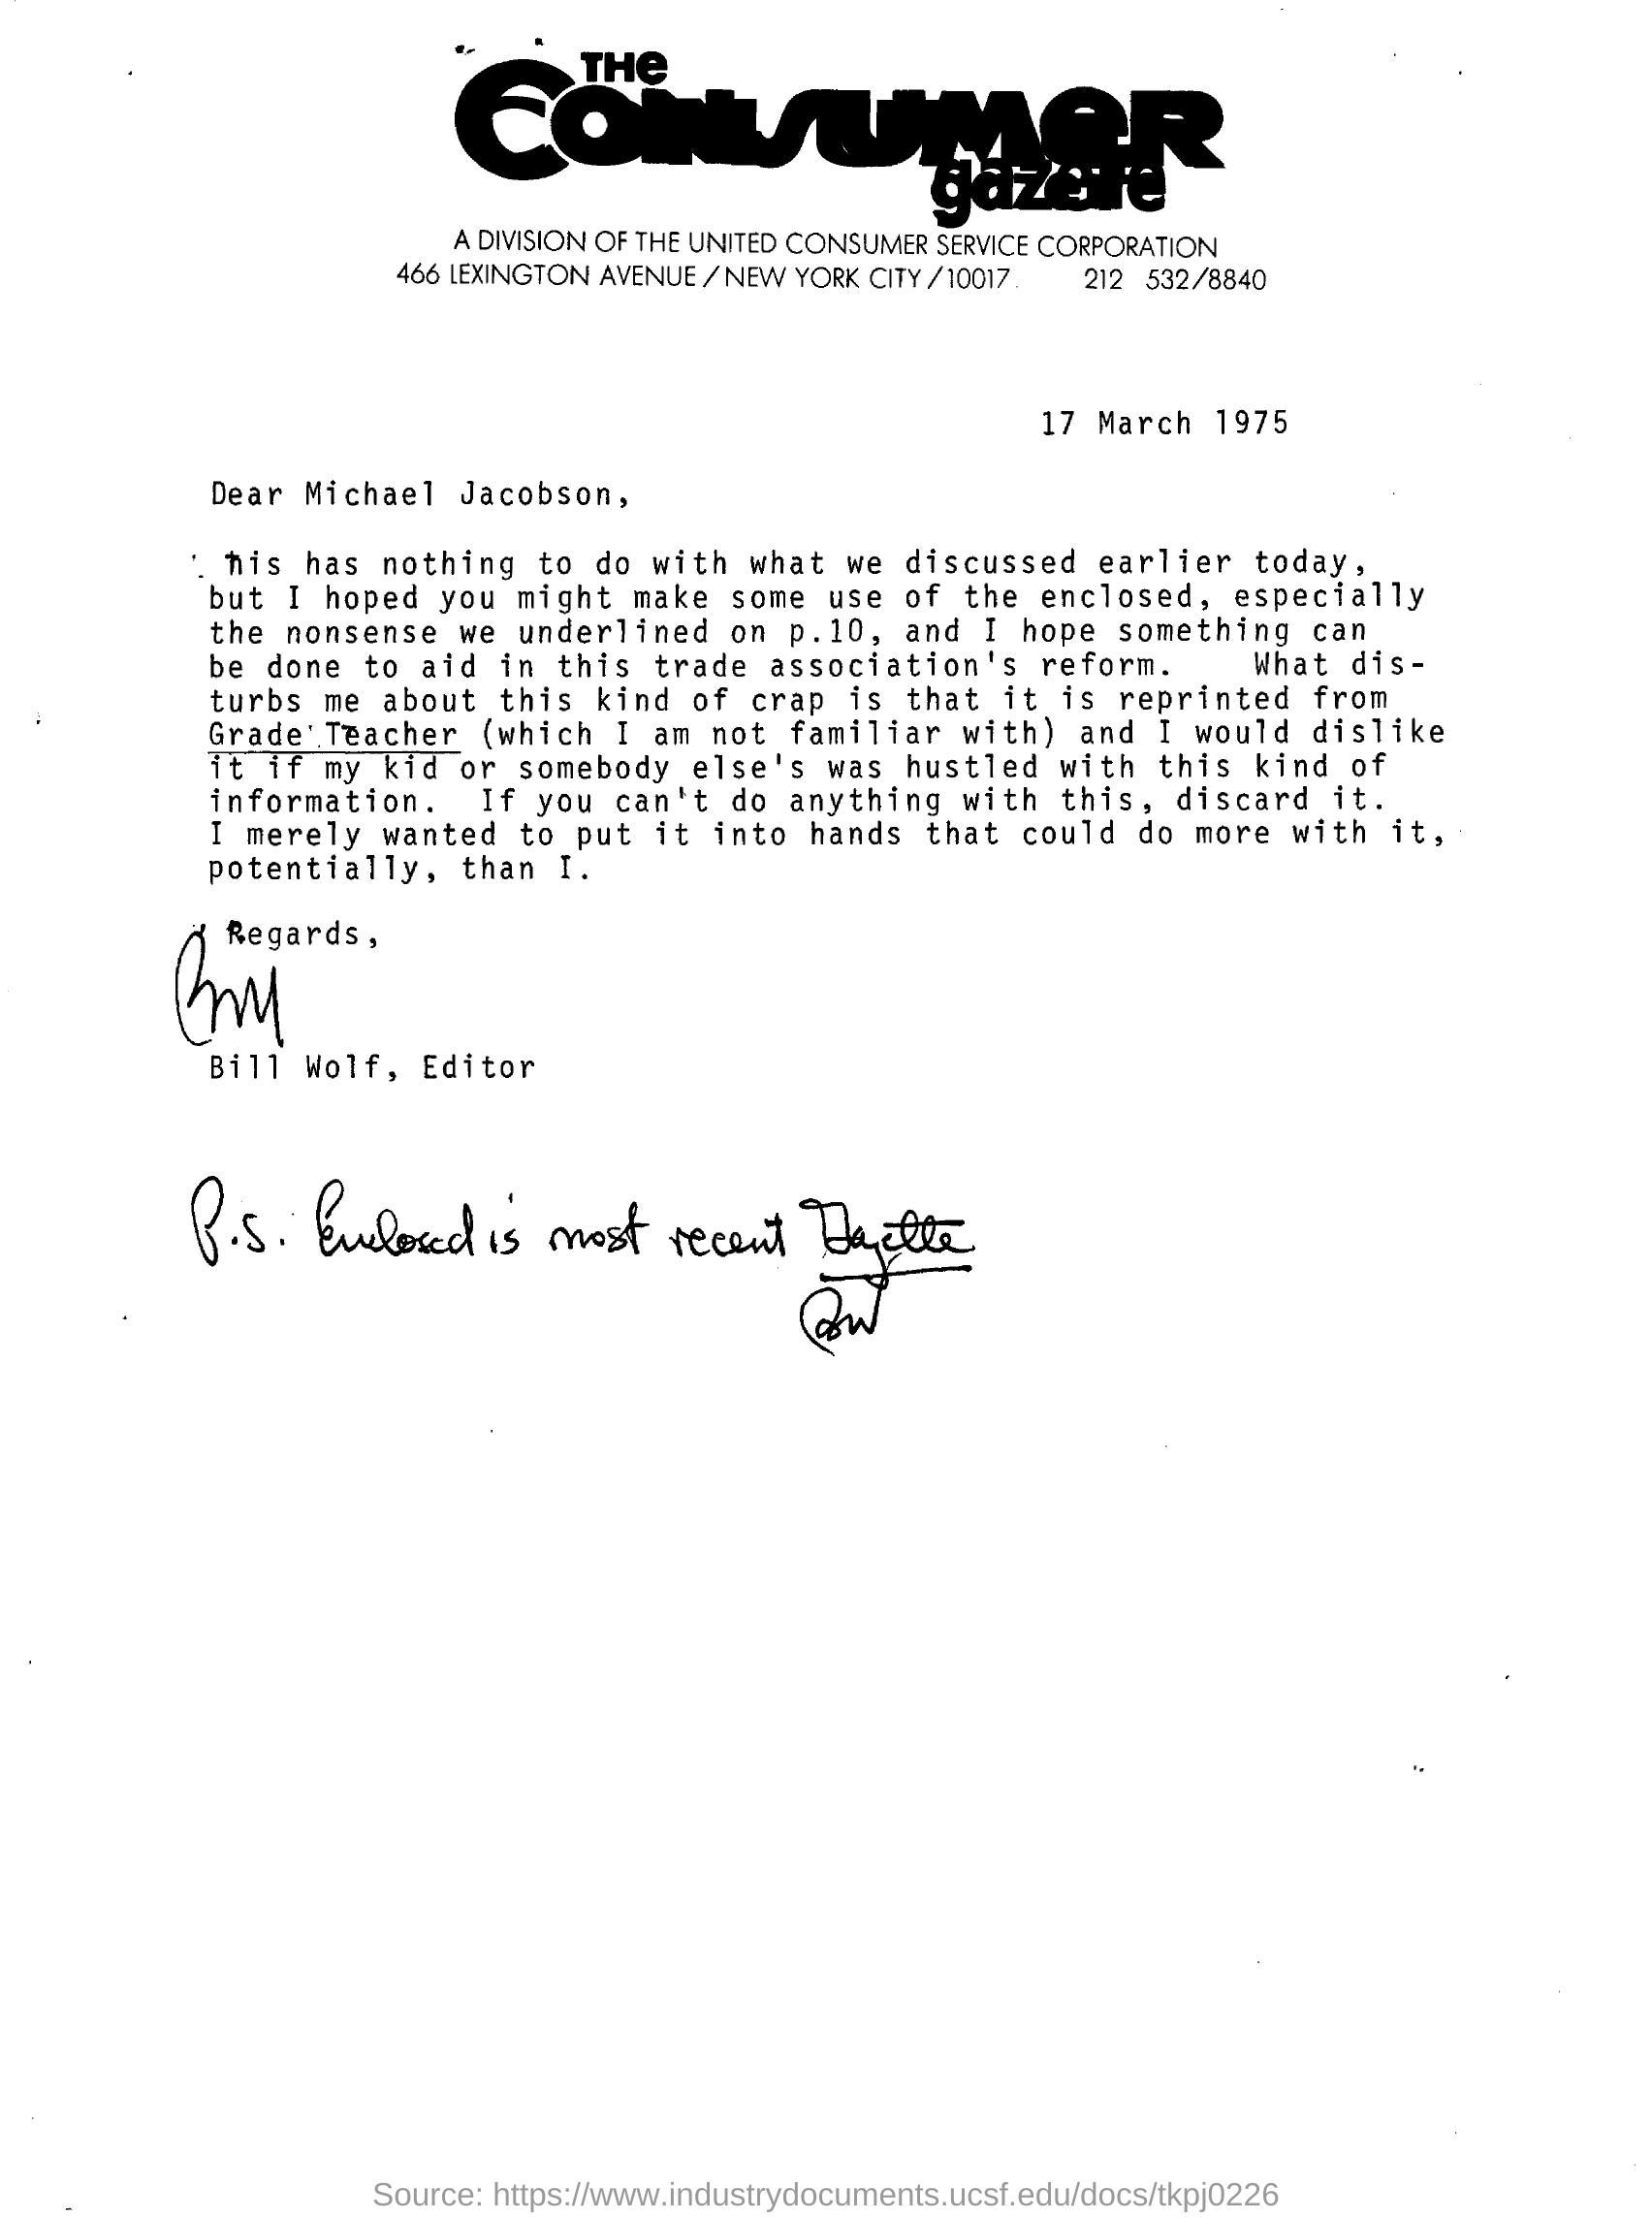 THe
CONSUMeR
gazette
A DIVISION OF THE UNITED CONSUMER SERVICE CORPORATION
466 LEXINGTON AVENUE / NEW YORK CITY / 10017. 212 532/8840
17 March 1975
Dear Michael Jacobson,
This has nothing to do with what we discussed earlier today,
but I hoped you might make some use of the enclosed, especially
the nonsense we underlined on p.10, and I hope something can
be done to aid in this trade association's reform. What dis-
turbs me about this kind of crap is that it is reprinted from
Grade Teacher (which I am not familiar with) and I would dislike
it if my kid or somebody else's was hustled with this kind of
information. If you can't do anything with this, discard it.
I merely wanted to put it into hands that could do more with it,
potentially, than I.
Regards,
Bill
Bill Wolf, Editor
P.S. Enclosed is most recent Gazette
BW
Source: https://www.industrydocuments.ucsf.edu/docs/tkpj0226